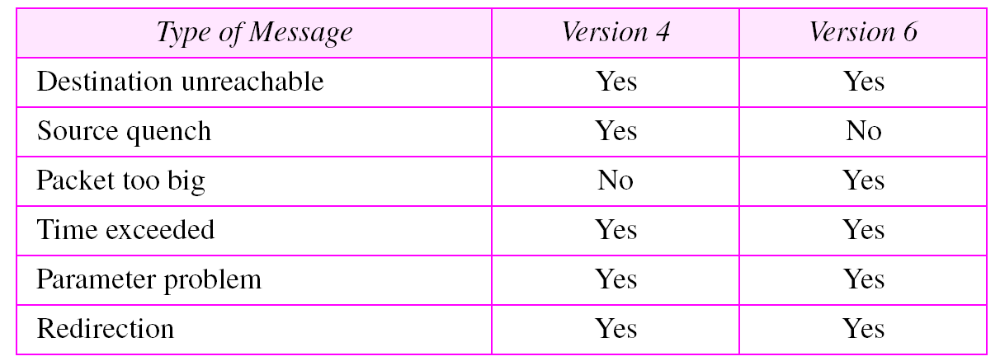 Type of Message Version 4 Version 6
Destination unreachable Yes Yes
Source quench Yes No
Packet too big No Yes
Time exceeded Yes Yes
Parameter problem Yes Yes
Redirection Yes Yes